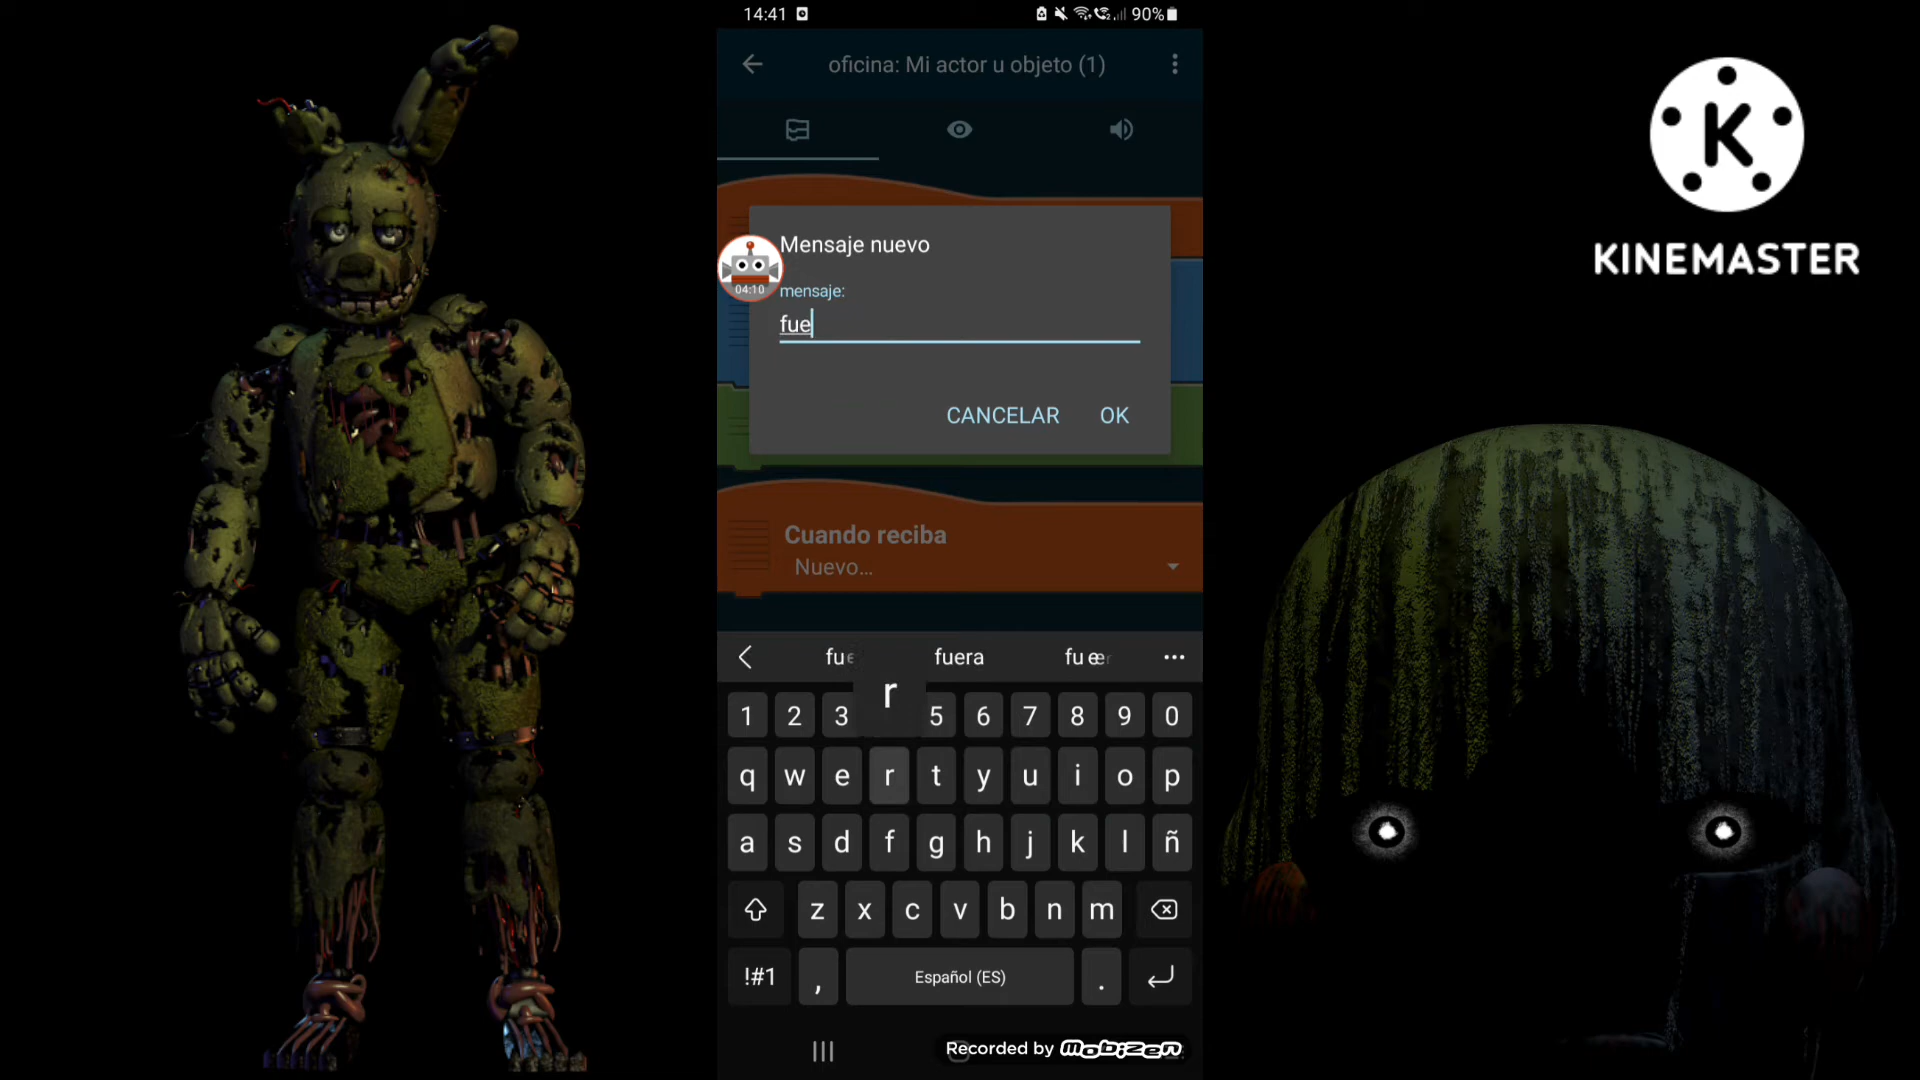 14:41
90%
oficina: Mi actor u objeto (1)
K
KINEMASTER
Mensaje nuevo
04:10
mensaje:
fue
CANCELAR OK
Cuando reciba
Nuevo...
fuera
r
1 2 3 5 6 7 8 9 0
q w e r t y u i o p
a s d f g h j k l ñ
z x c v b n m
!#1 , Español (ES) .
Recorded by Mobizen